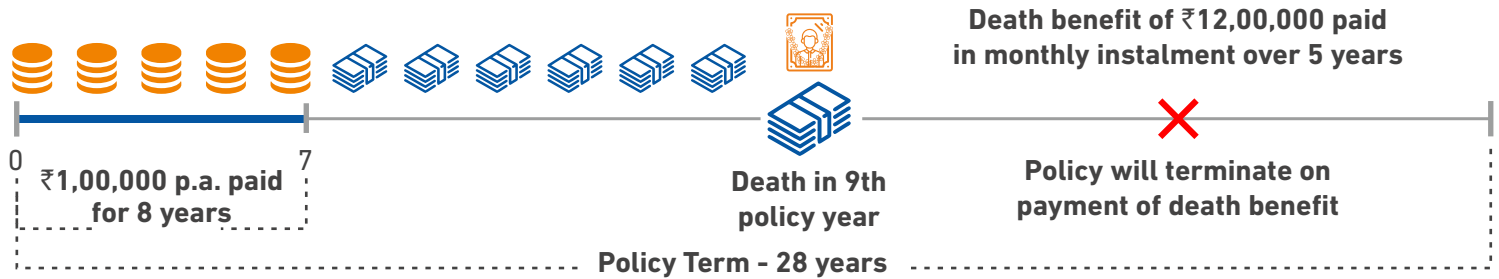 Death benefit of ₹12,00,000 paid
in monthly instalment over 5 years
0
7
₹1,00,000 p.a. paid
for 8 years
Death in 9th
policy year
Policy will terminate on
payment of death benefit
Policy Term - 28 years